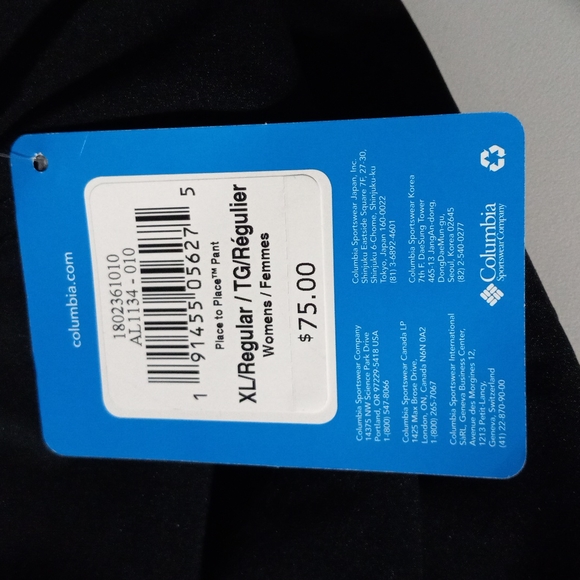 columbia.com
1802361010
AL1134 - 010
1 91455 05627 5
Place to Place™ Pant
XL/Regular / TG/Régulier
Womens / Femmes
$75.00
Columbia Sportswear Company
14375 NW Science Park Drive
Portland, OR 97229-5418 USA
1-(800) 547-8066
Columbia Sportswear Canada LP
1425 Max Brose Drive,
London, ON, Canada N6N 0A2
1-(800) 265-7067
Columbia Sportswear International
SàRL, Geneva Business Center,
Avenue des Morgines 12,
1213 Petit-Lancy,
Geneva, Switzerland
(41) 22-870-90-00
Columbia Sportswear Japan, Inc.
Shinjuku Eastside Square 7F, 27-30,
Shinjuku 6-Chome, Shinjuku-ku
Tokyo, Japan 160-0022
(81) 3-6892-4601
Columbia Sportswear Korea
7th F, DaeSung Tower
465-13 JangAn-dong,
DongDaeMun-gu,
Seoul, Korea 02645
(82) 2-540-0277
Columbia
Sportswear Company